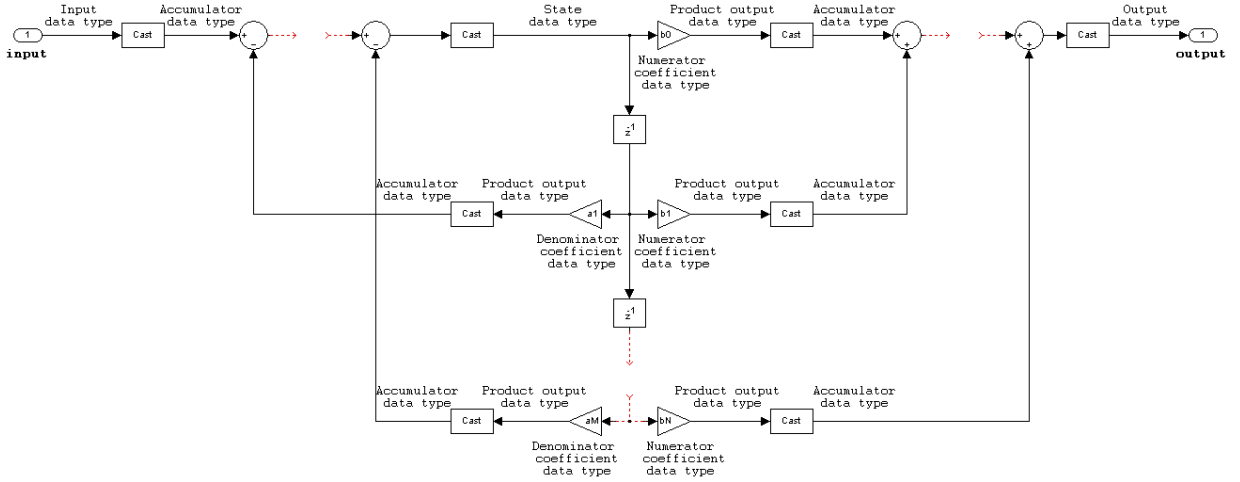 Input
data type
Accumulator
data type
State
data type
Product output
data type
Accumulator
data type
Output
data type
1
input
Cast
+
−
+
−
Cast
b0
Cast
+
+
+
+
Cast
1
output
Numerator
coefficient
data type
z-1
Accumulator
data type
Product output
data type
Product output
data type
Accumulator
data type
Cast
a1
b1
Cast
Denominator
coefficient
data type
Numerator
coefficient
data type
z-1
Accumulator
data type
Product output
data type
Product output
data type
Accumulator
data type
Cast
aM
bN
Cast
Denominator
coefficient
data type
Numerator
coefficient
data type